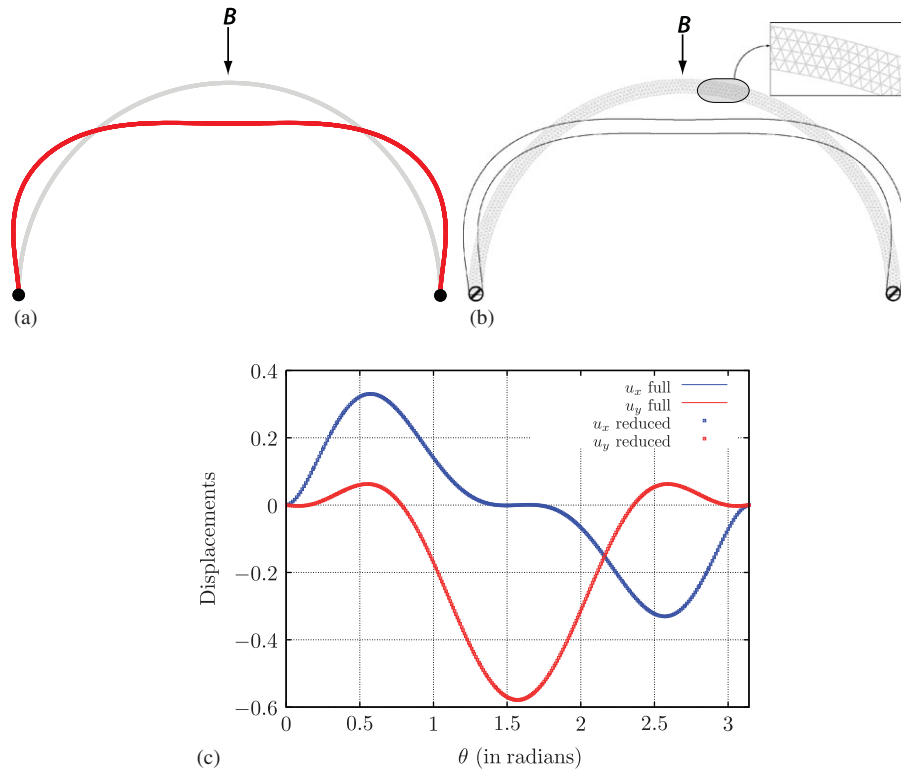 B
B
(a)
(b)
0.4
0.2
0
−0.2
−0.4
−0.6
Displacements
u_x full
u_y full
u_x reduced
u_y reduced
0 0.5 1 1.5 2 2.5 3
θ (in radians)
(c)